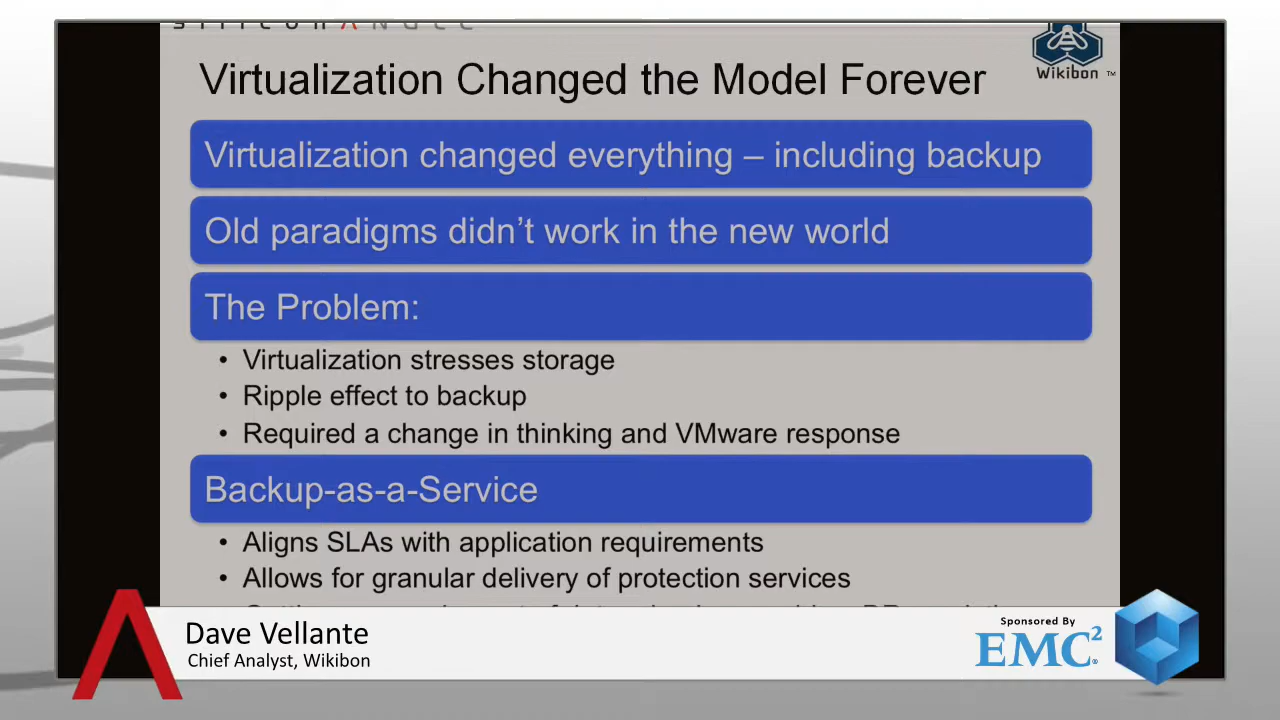 SiliconANGLE
Wikibon ™
Virtualization Changed the Model Forever
Virtualization changed everything – including backup
Old paradigms didn’t work in the new world
The Problem:
• Virtualization stresses storage
• Ripple effect to backup
• Required a change in thinking and VMware response
Backup-as-a-Service
• Aligns SLAs with application requirements
• Allows for granular delivery of protection services
Dave Vellante
Chief Analyst, Wikibon
Sponsored By
EMC²